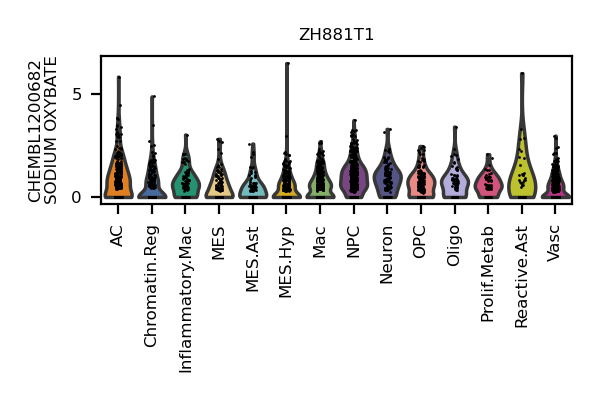 ZH881T1
CHEMBL1200682
SODIUM OXYBATE
5
0
AC
Chromatin.Reg
Inflammatory.Mac
MES
MES.Ast
MES.Hyp
Mac
NPC
Neuron
OPC
Oligo
Prolif.Metab
Reactive.Ast
Vasc